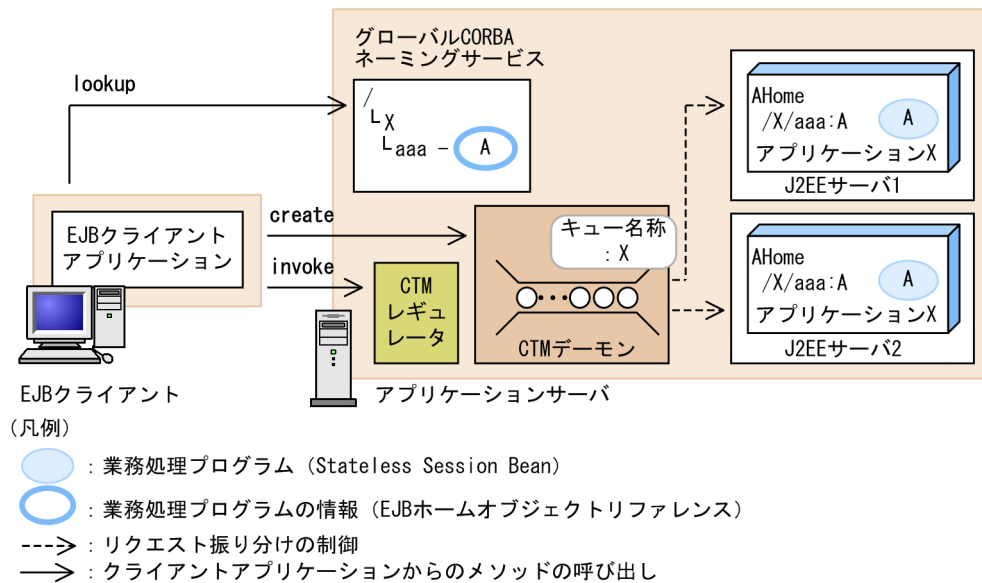 グローバルCORBA
ネーミングサービス
lookup
/
└X
└aaa － A
AHome
/X/aaa:A
A
アプリケーションX
J2EEサーバ1
EJBクライアント
アプリケーション
create
invoke
キュー名称
：X
CTM
レギュ
レータ
CTMデーモン
AHome
/X/aaa:A
A
アプリケーションX
J2EEサーバ2
EJBクライアント
アプリケーションサーバ
（凡例）
：業務処理プログラム（Stateless Session Bean）
：業務処理プログラムの情報（EJBホームオブジェクトリファレンス）
：リクエスト振り分けの制御
：クライアントアプリケーションからのメソッドの呼び出し